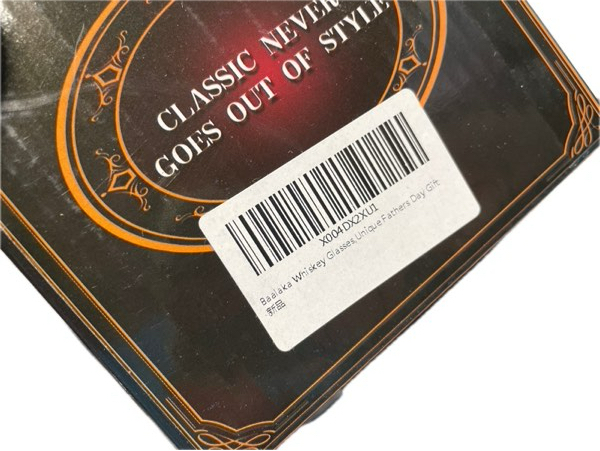 CLASSIC NEVER
GOES OUT OF STYLE
X004DX2XU1
Baalaka Whiskey Glasses,Unique Fathers Day Gift
新品